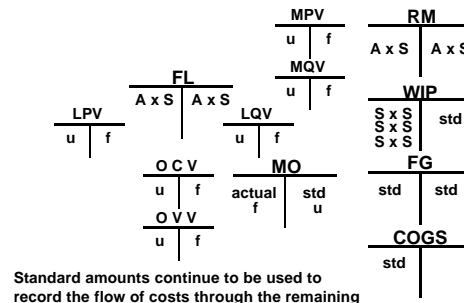 MPV
u f
MQV
u f
RM
A x S A x S
FL
A x S A x S
LPV
u f
LQV
u f
WIP
S x S
S x S
S x S
std
O C V
u f
O V V
u f
MO
actual std
f u
FG
std std
COGS
std
Standard amounts continue to be used to
record the flow of costs through the remaining